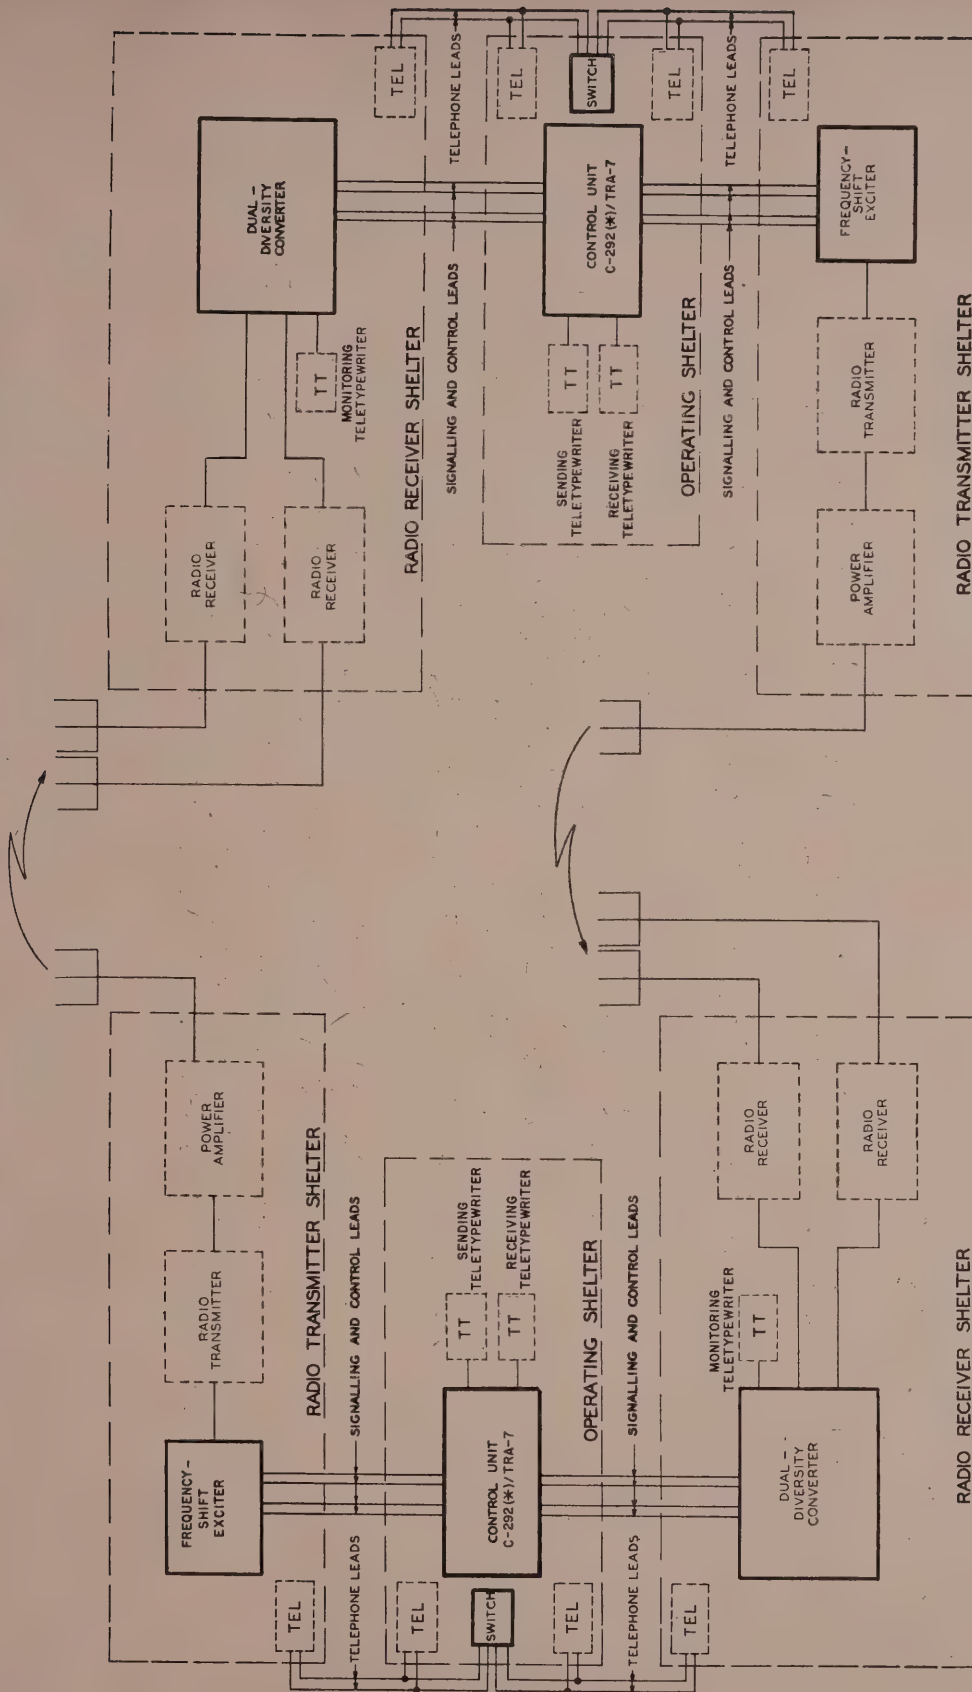 TEL
TEL
SWITCH
TEL
TEL
TELEPHONE LEADS
TELEPHONE LEADS
FREQUENCY-
SHIFT
EXCITER
RADIO
TRANSMITTER
POWER
AMPLIFIER
RADIO TRANSMITTER SHELTER
SIGNALLING AND CONTROL LEADS
CONTROL UNIT
C-292(*)/TRA-7
TT
SENDING
TELETYPEWRITER
TT
RECEIVING
TELETYPEWRITER
OPERATING SHELTER
SIGNALLING AND CONTROL LEADS
DUAL-
DIVERSITY
CONVERTER
TT
MONITORING
TELETYPEWRITER
RADIO
RECEIVER
RADIO
RECEIVER
RADIO RECEIVER SHELTER
RADIO
RECEIVER
RADIO
RECEIVER
TT
MONITORING
TELETYPEWRITER
DUAL-
DIVERSITY
CONVERTER
RADIO RECEIVER SHELTER
SIGNALLING AND CONTROL LEADS
SENDING
TELETYPEWRITER
TT
RECEIVING
TELETYPEWRITER
TT
CONTROL UNIT
C-292(*)/TRA-7
OPERATING SHELTER
SIGNALLING AND CONTROL LEADS
POWER
AMPLIFIER
RADIO
TRANSMITTER
FREQUENCY-
SHIFT
EXCITER
RADIO TRANSMITTER SHELTER
TEL
TELEPHONE LEADS
TEL
SWITCH
TEL
TELEPHONE LEADS
TEL